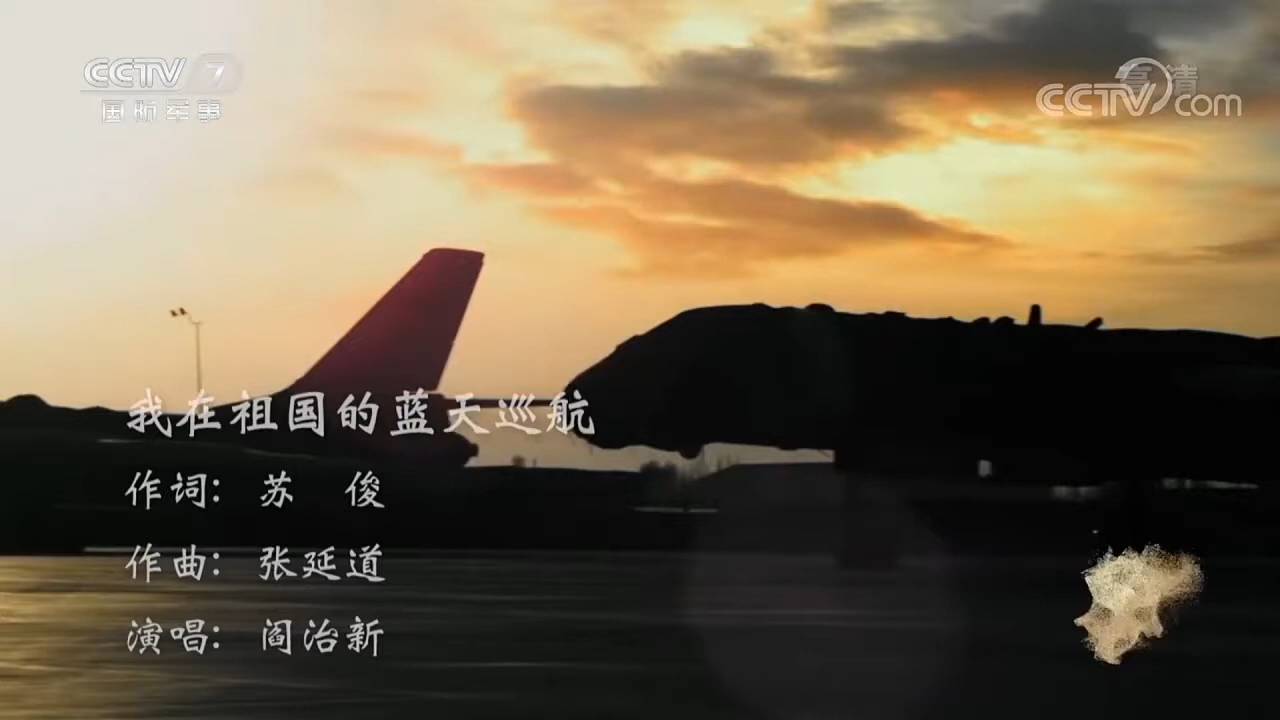 CCTV 7
国防军事
高清
CCTV.com
我在祖国的蓝天巡航
作词：苏　俊
作曲：张延道
演唱：阎治新